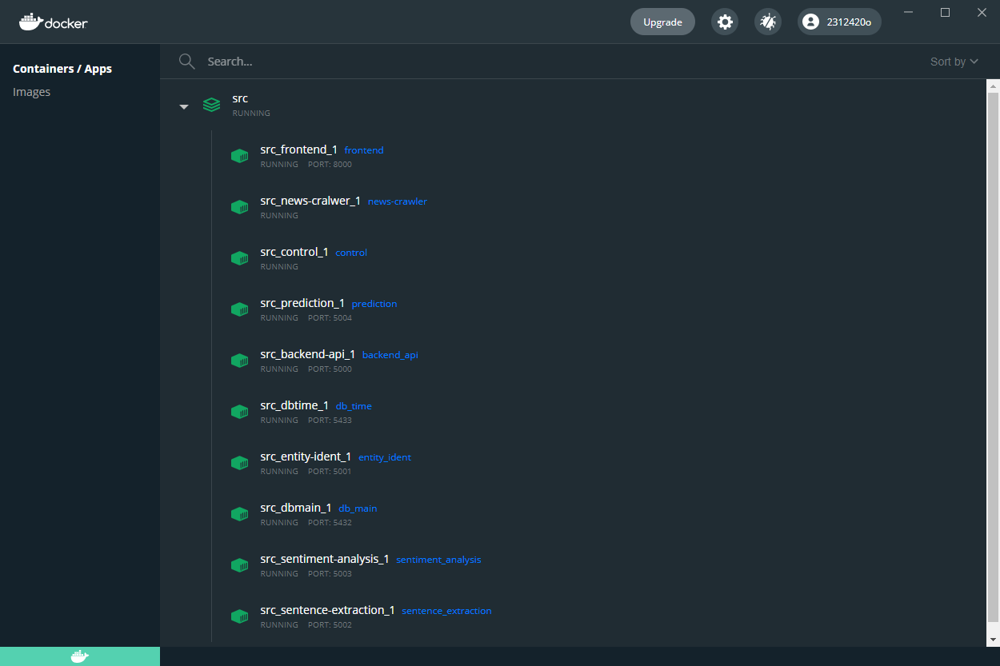 docker
Upgrade
2312420o
Containers / Apps
Images
Search...
Sort by
src
RUNNING
src_frontend_1 frontend
RUNNING PORT: 8000
src_news-cralwer_1 news-crawler
RUNNING
src_control_1 control
RUNNING
src_prediction_1 prediction
RUNNING PORT: 5004
src_backend-api_1 backend_api
RUNNING PORT: 5000
src_dbtime_1 db_time
RUNNING PORT: 5433
src_entity-ident_1 entity_ident
RUNNING PORT: 5001
src_dbmain_1 db_main
RUNNING PORT: 5432
src_sentiment-analysis_1 sentiment_analysis
RUNNING PORT: 5003
src_sentence-extraction_1 sentence_extraction
RUNNING PORT: 5002